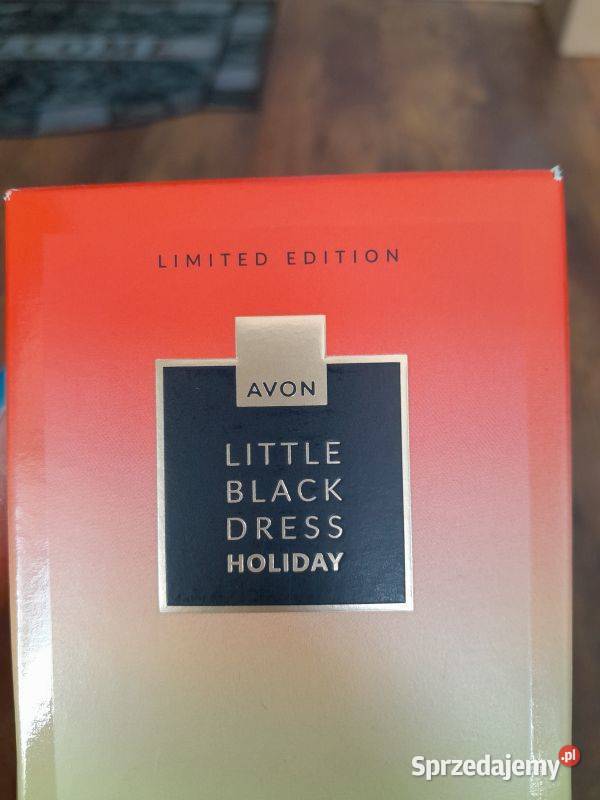 LIMITED EDITION
AVON
LITTLE
BLACK
DRESS
HOLIDAY
Sprzedajemy.pl